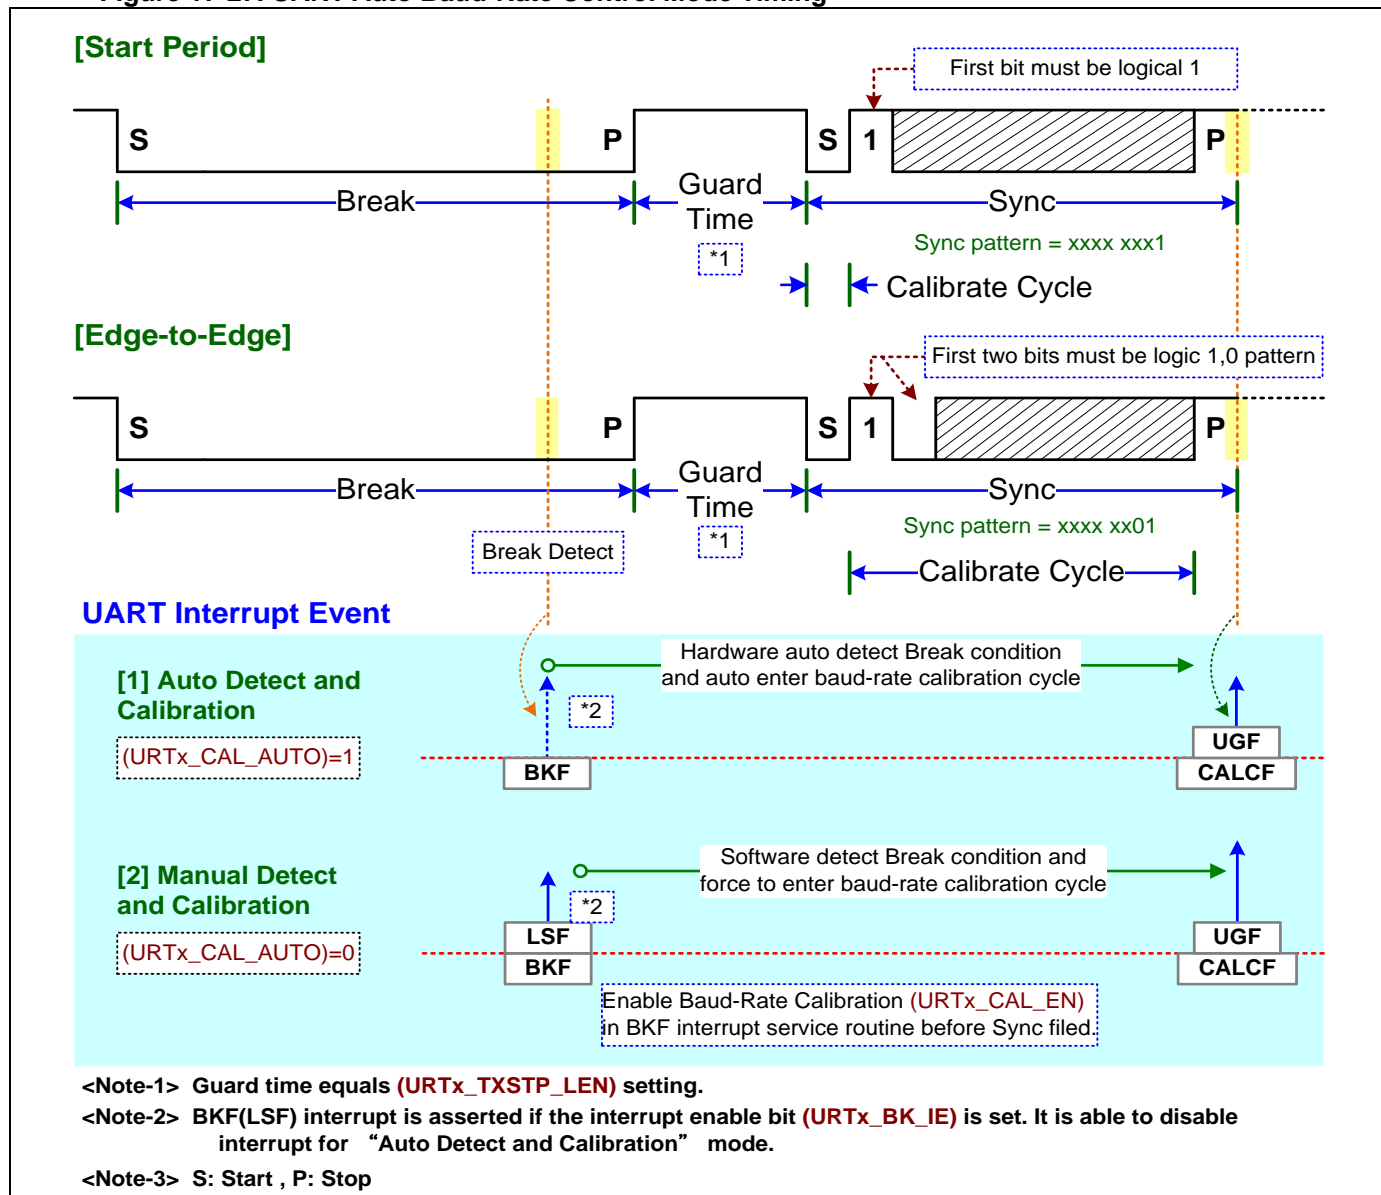 [Start Period]
First bit must be logical 1
S
P
S
1
P
Break
Guard
Time
Sync
*1
Sync pattern = xxxx xxx1
Calibrate Cycle
[Edge-to-Edge]
First two bits must be logic 1,0 pattern
S
P
S
1
P
Break
Guard
Time
Sync
*1
Sync pattern = xxxx xx01
Break Detect
Calibrate Cycle
UART Interrupt Event
Hardware auto detect Break condition
and auto enter baud-rate calibration cycle
[1] Auto Detect and
Calibration
*2
(URTx_CAL_AUTO)=1
UGF
BKF
CALCF
Software detect Break condition and
force to enter baud-rate calibration cycle
[2] Manual Detect
and Calibration
*2
(URTx_CAL_AUTO)=0
LSF
UGF
BKF
CALCF
Enable Baud-Rate Calibration (URTx_CAL_EN)
in BKF interrupt service routine before Sync filed.
<Note-1> Guard time equals (URTx_TXSTP_LEN) setting.
<Note-2> BKF(LSF) interrupt is asserted if the interrupt enable bit (URTx_BK_IE) is set. It is able to disable
interrupt for “Auto Detect and Calibration” mode.
<Note-3> S: Start , P: Stop